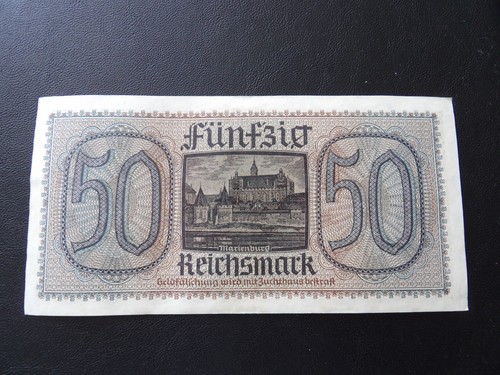 Fünfzig
50
50
Marienburg
Reichsmark
Geldfälschung wird mit Zuchthaus bestraft